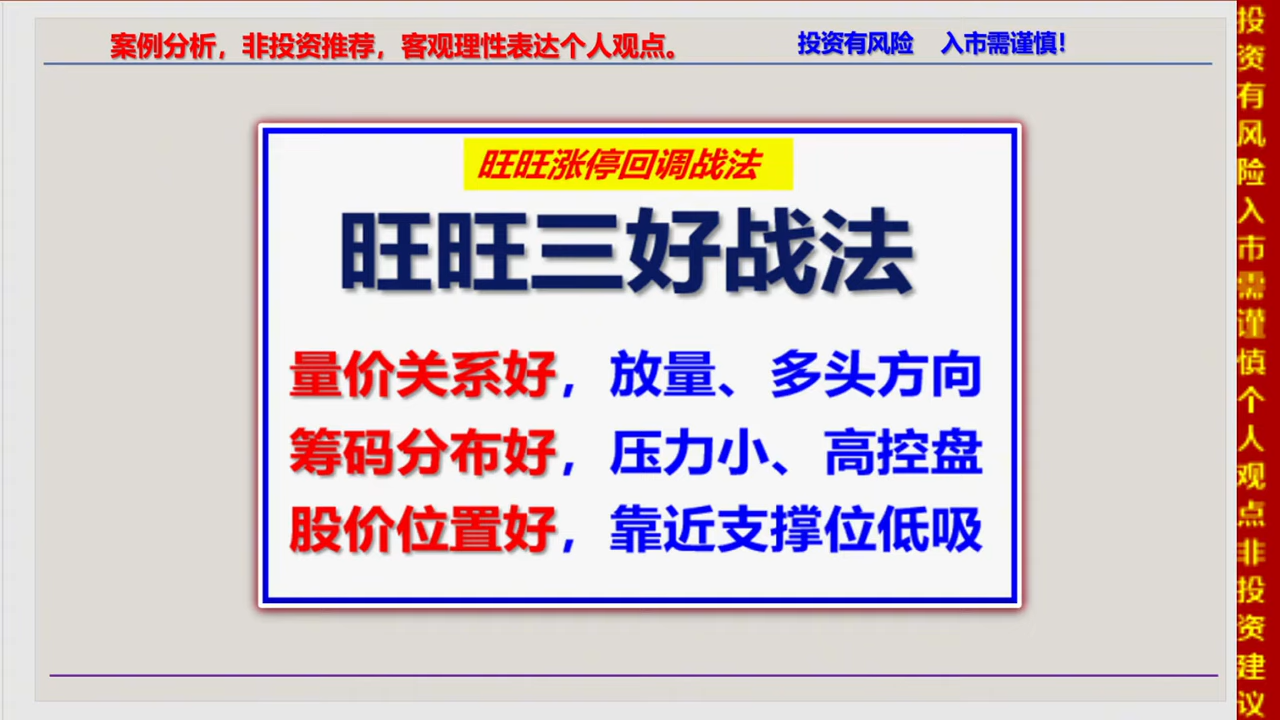 案例分析，非投资推荐，客观理性表达个人观点。
投资有风险　入市需谨慎！
旺旺涨停回调战法
旺旺三好战法
量价关系好，放量、多头方向
筹码分布好，压力小、高控盘
股价位置好，靠近支撑位低吸
投资有风险入市需谨慎个人观点非投资建议